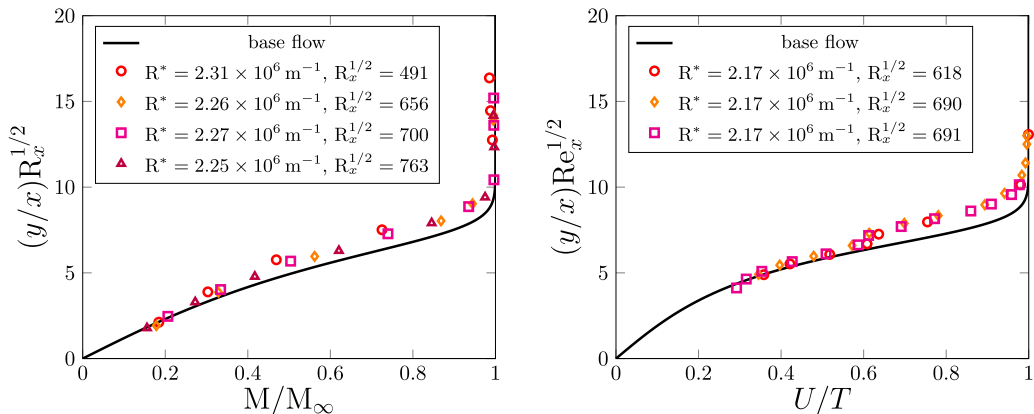 20
15
10
5
0
0
0.2
0.4
0.6
0.8
1
(y/x)R_x^{1/2}
M/M_∞
base flow
R* = 2.31 × 10^6 m^{-1}, R_x^{1/2} = 491
R* = 2.26 × 10^6 m^{-1}, R_x^{1/2} = 656
R* = 2.27 × 10^6 m^{-1}, R_x^{1/2} = 700
R* = 2.25 × 10^6 m^{-1}, R_x^{1/2} = 763
20
15
10
5
0
0
0.2
0.4
0.6
0.8
1
(y/x)Re_x^{1/2}
U/T
base flow
R* = 2.17 × 10^6 m^{-1}, R_x^{1/2} = 618
R* = 2.17 × 10^6 m^{-1}, R_x^{1/2} = 690
R* = 2.17 × 10^6 m^{-1}, R_x^{1/2} = 691